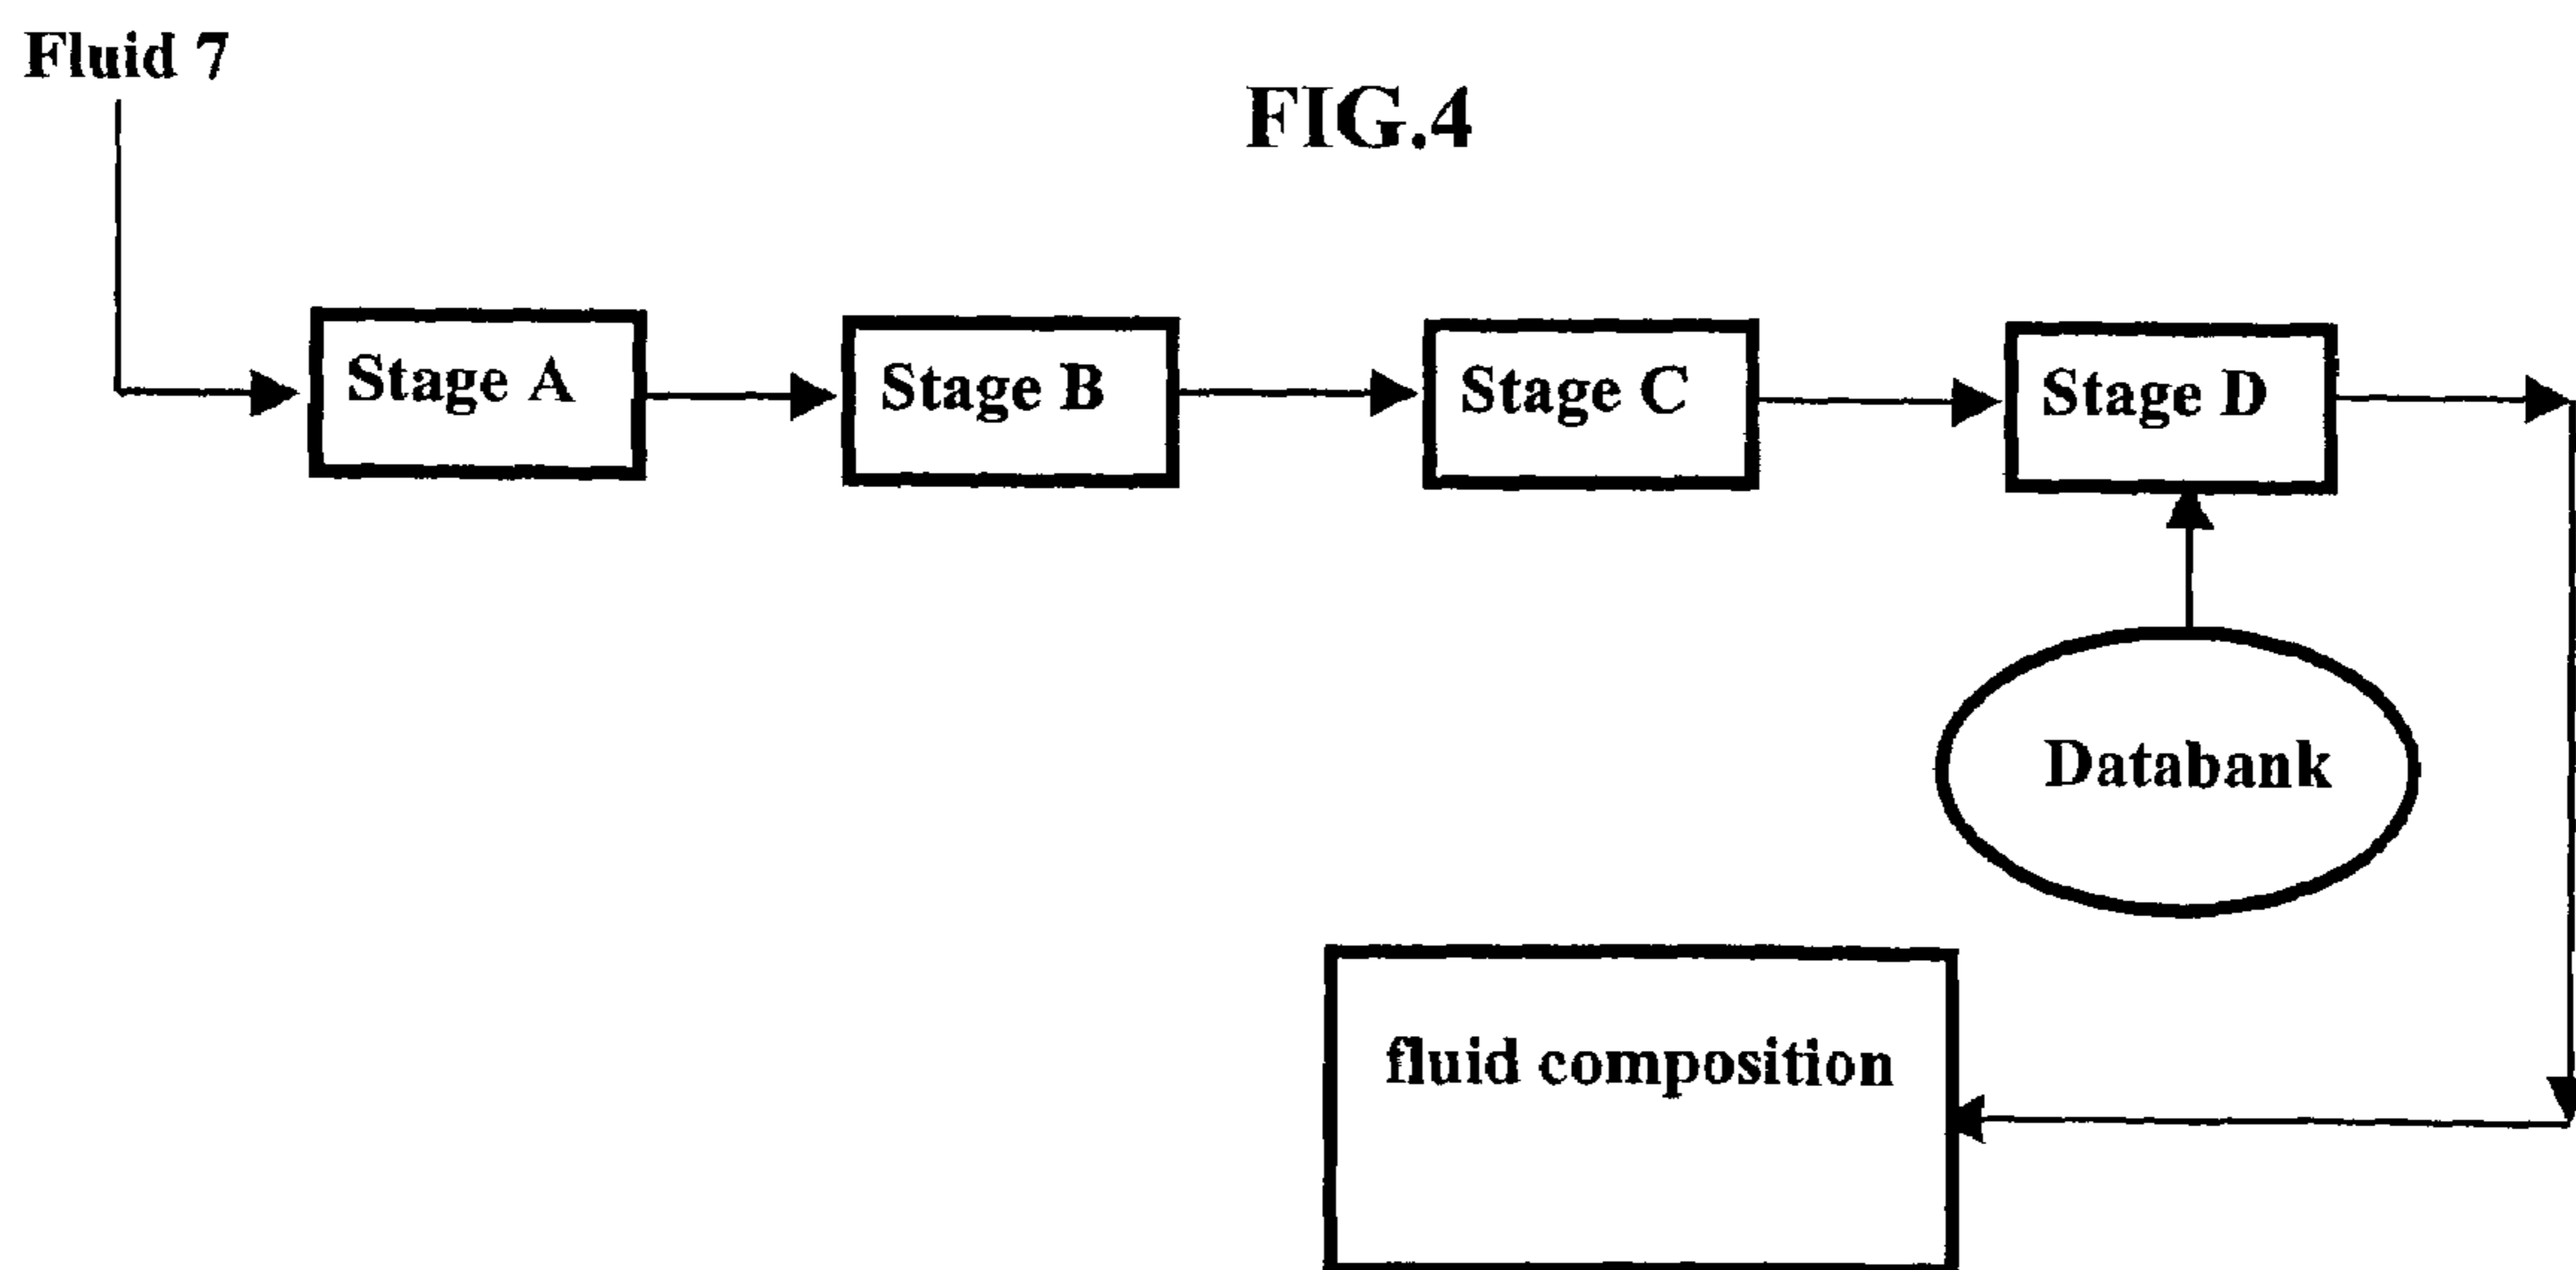 Fluid 7
FIG.4
Stage A
Stage B
Stage C
Stage D
Databank
fluid composition